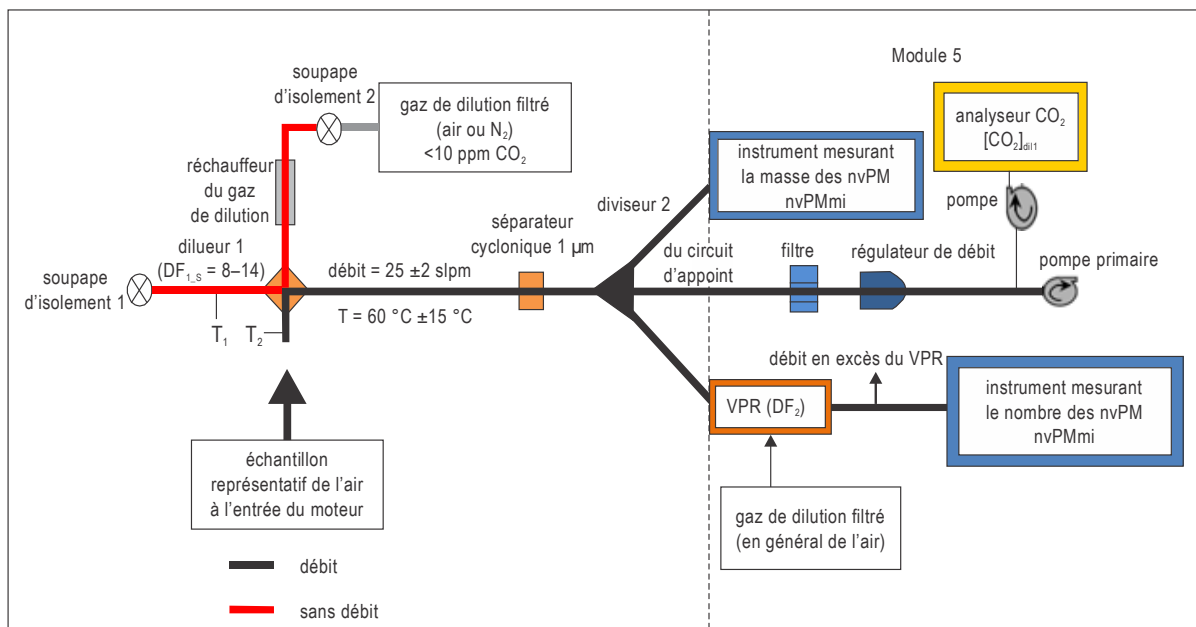 Module 5
soupape
d'isolement 2
gaz de dilution filtré
(air ou N₂)
<10 ppm CO₂
analyseur CO₂
[CO₂]dil1
réchauffeur
du gaz
de dilution
instrument mesurant
la masse des nvPM
nvPMmi
pompe
diviseur 2
dilueur 1
(DF1_S = 8–14)
séparateur
cyclonique 1 µm
soupape
d'isolement 1
débit = 25 ±2 slpm
du circuit
d'appoint
filtre
régulateur de débit
pompe primaire
T₁
T₂
T = 60 °C ±15 °C
débit en excès du VPR
VPR (DF₂)
instrument mesurant
le nombre des nvPM
nvPMmi
échantillon
représentatif de l'air
à l'entrée du moteur
gaz de dilution filtré
(en général de l'air)
débit
sans débit